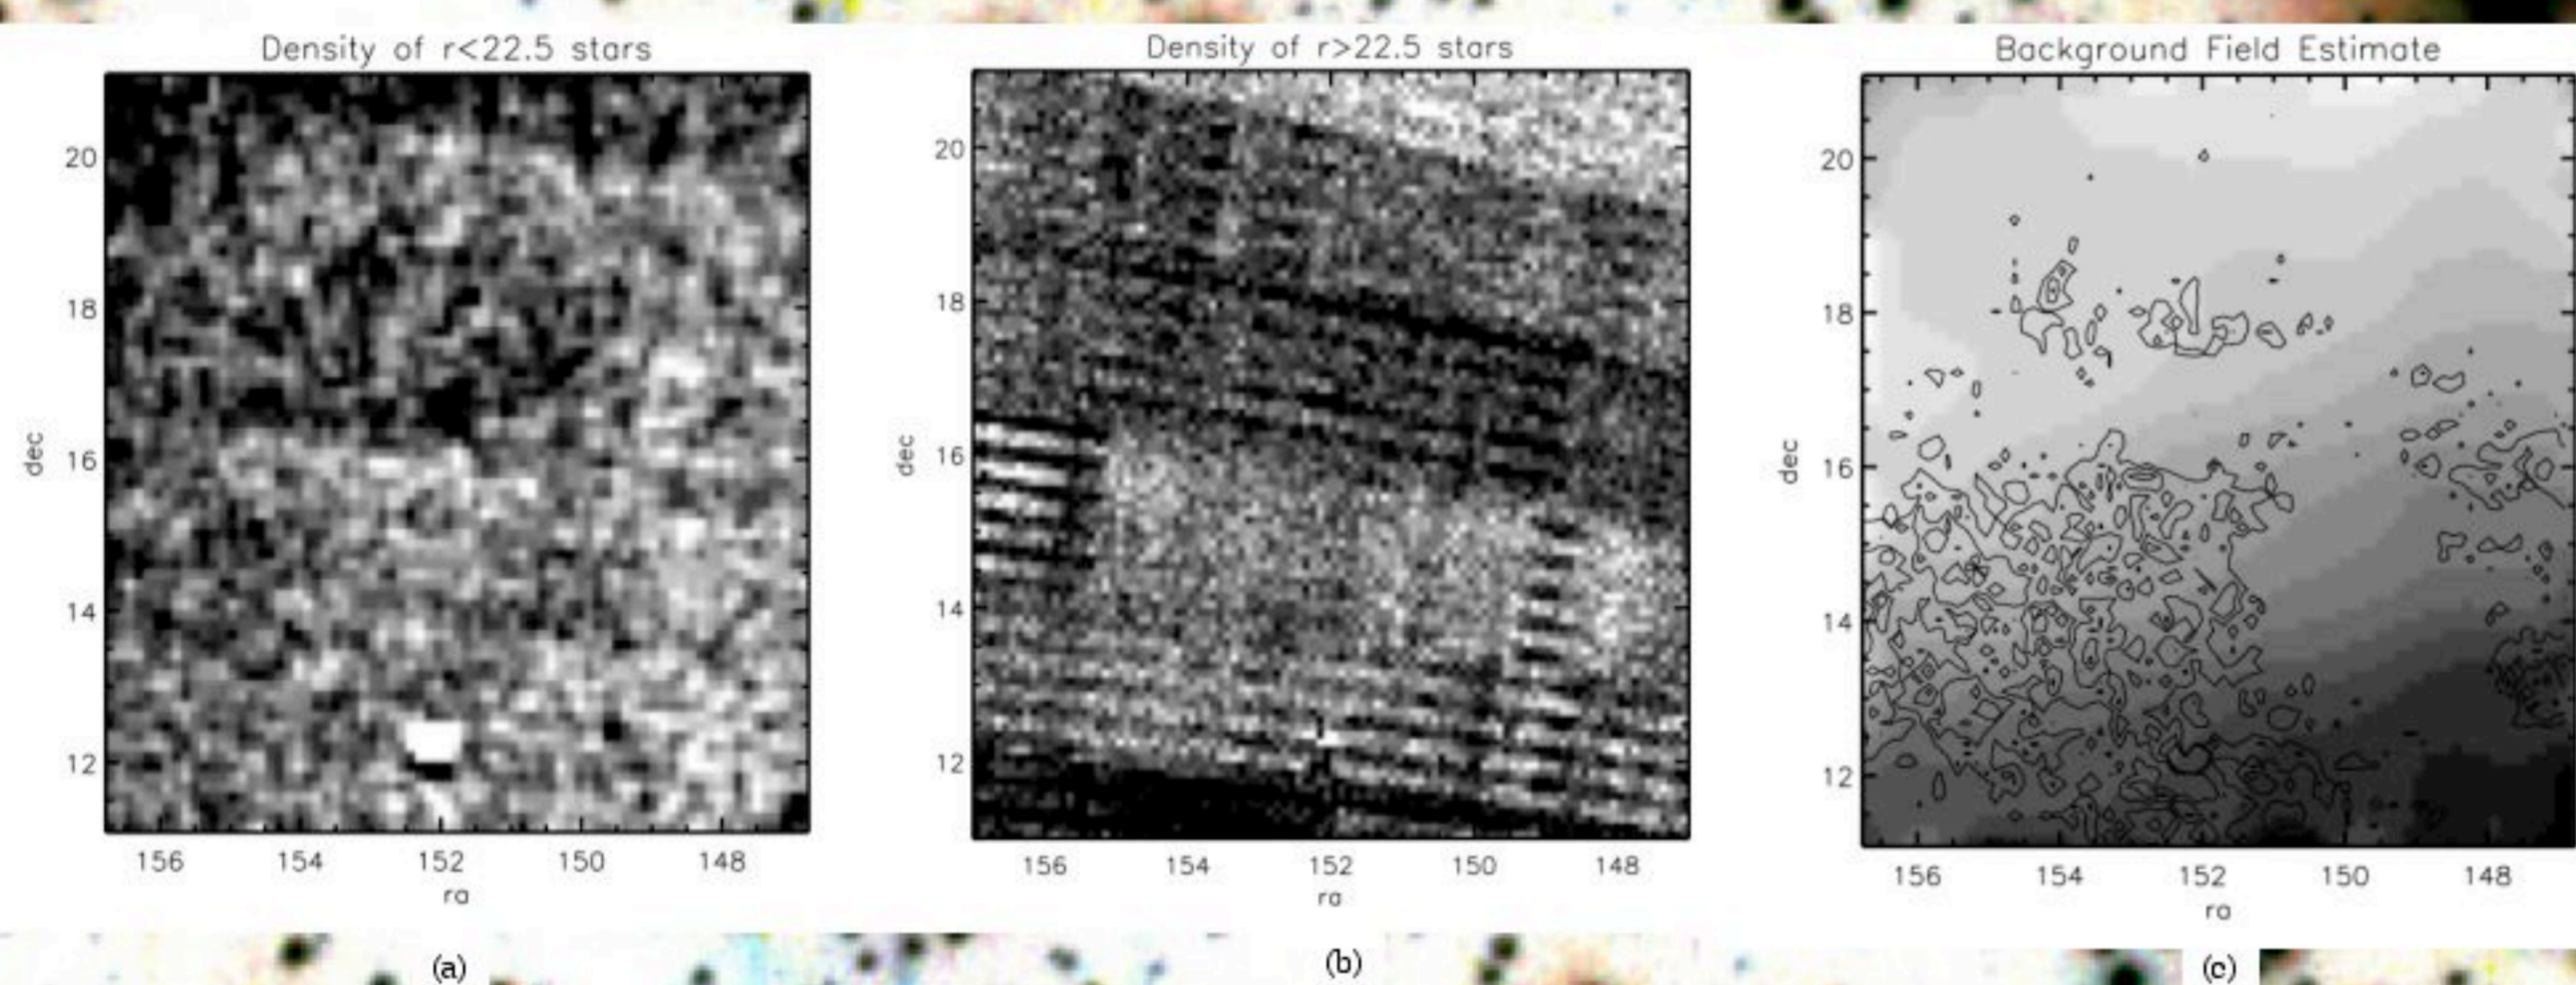 Density of r<22.5 stars
20
18
16
14
12
dec
156 154 152 150 148
ra
(a)
Density of r>22.5 stars
20
18
16
14
12
dec
156 154 152 150 148
ra
(b)
Background Field Estimate
20
18
16
14
12
dec
156 154 152 150 148
ra
(c)